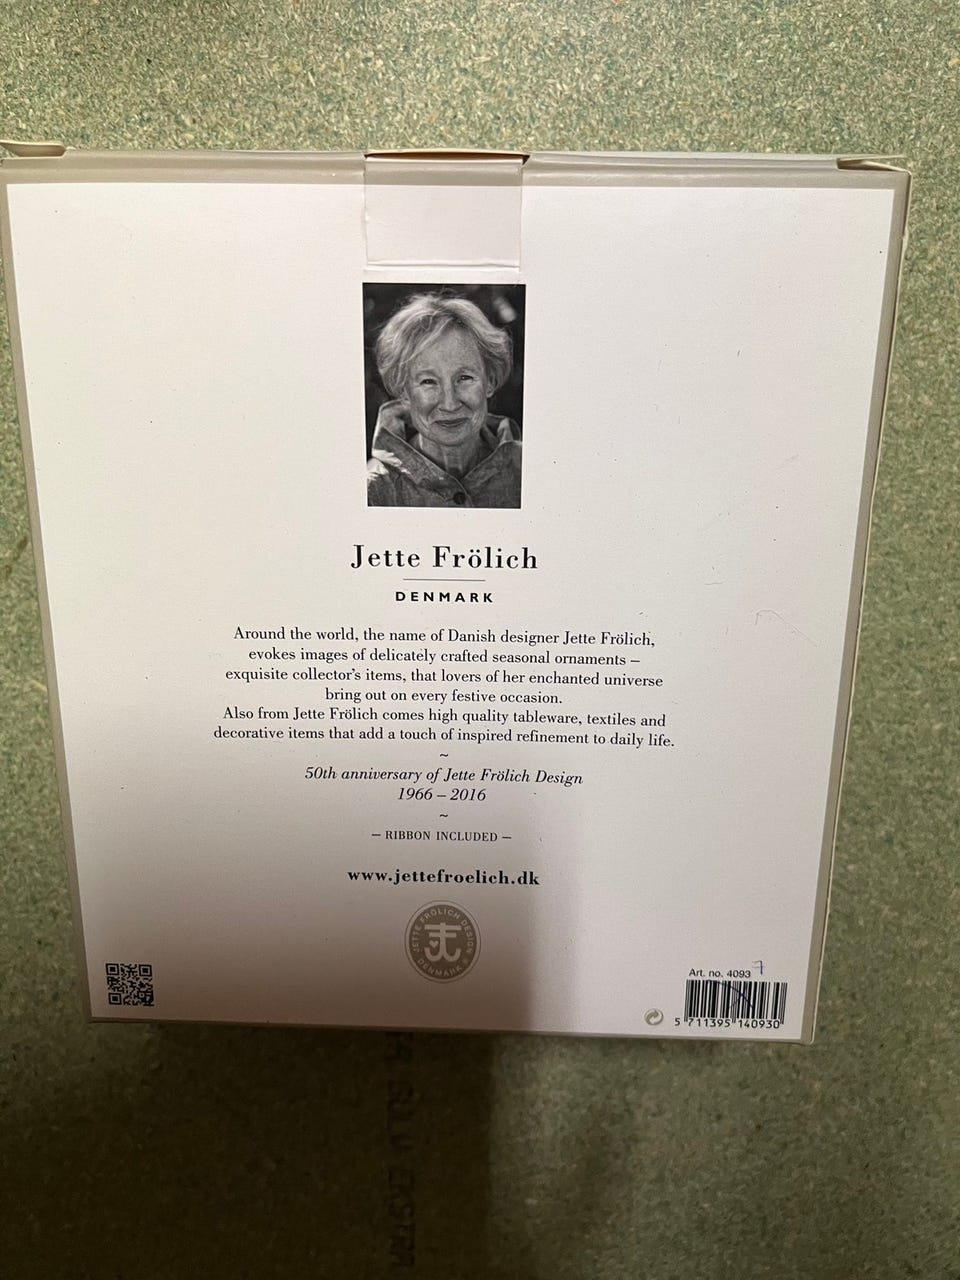 Jette Frölich
DENMARK
Around the world, the name of Danish designer Jette Frölich,
evokes images of delicately crafted seasonal ornaments –
exquisite collector's items, that lovers of her enchanted universe
bring out on every festive occasion.
Also from Jette Frölich comes high quality tableware, textiles and
decorative items that add a touch of inspired refinement to daily life.
~
50th anniversary of Jette Frölich Design
1966 – 2016
~
– RIBBON INCLUDED –
www.jettefroelich.dk
JETTE FRÖLICH DESIGN
DENMARK ®
Art. no. 4093 7
5 711395 140930
EKSTRA